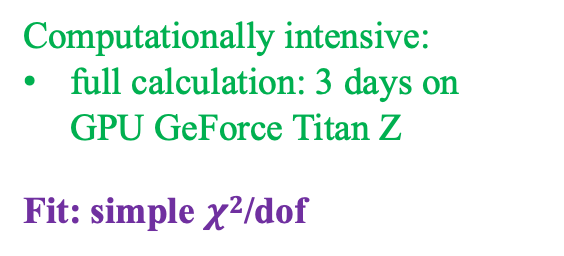 Computationally intensive:
• full calculation: 3 days on
GPU GeForce Titan Z
Fit: simple χ²/dof